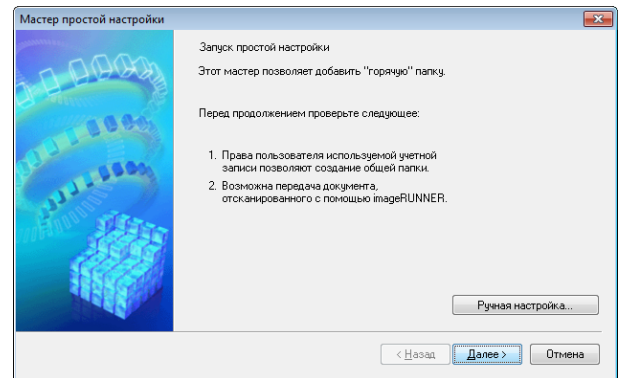 Мастер простой настройки
Запуск простой настройки
Этот мастер позволяет добавить "горячую" папку.
Перед продолжением проверьте следующее:
1. Права пользователя используемой учетной
записи позволяют создание общей папки.
2. Возможна передача документа,
отсканированного с помощью imageRUNNER.
Ручная настройка...
< Назад Далее > Отмена